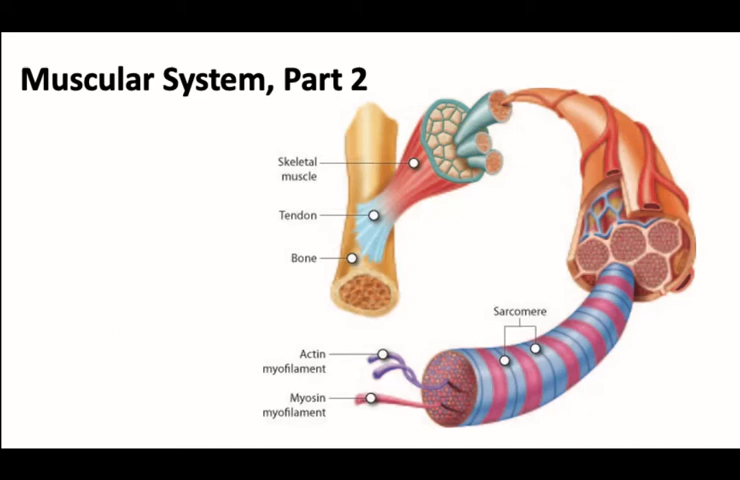 Muscular System, Part 2
Skeletal
muscle
Tendon
Bone
Sarcomere
Actin
myofilament
Myosin
myofilament